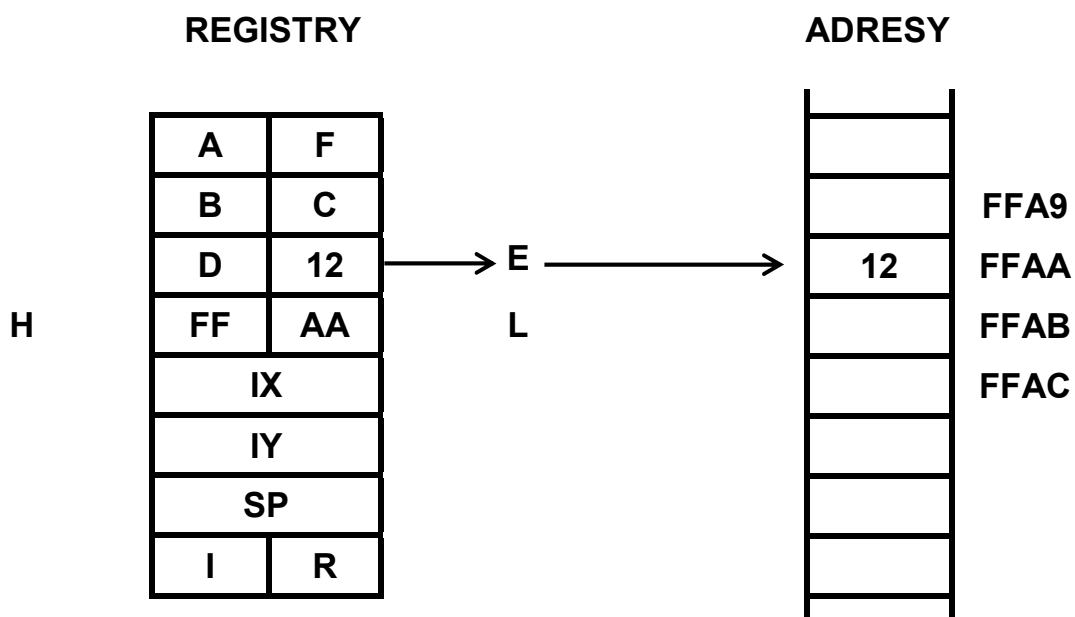 REGISTRY ADRESY
A F
B C FFA9
D 12 E 12 FFAA
H FF AA L FFAB
IX FFAC
IY
SP
I R